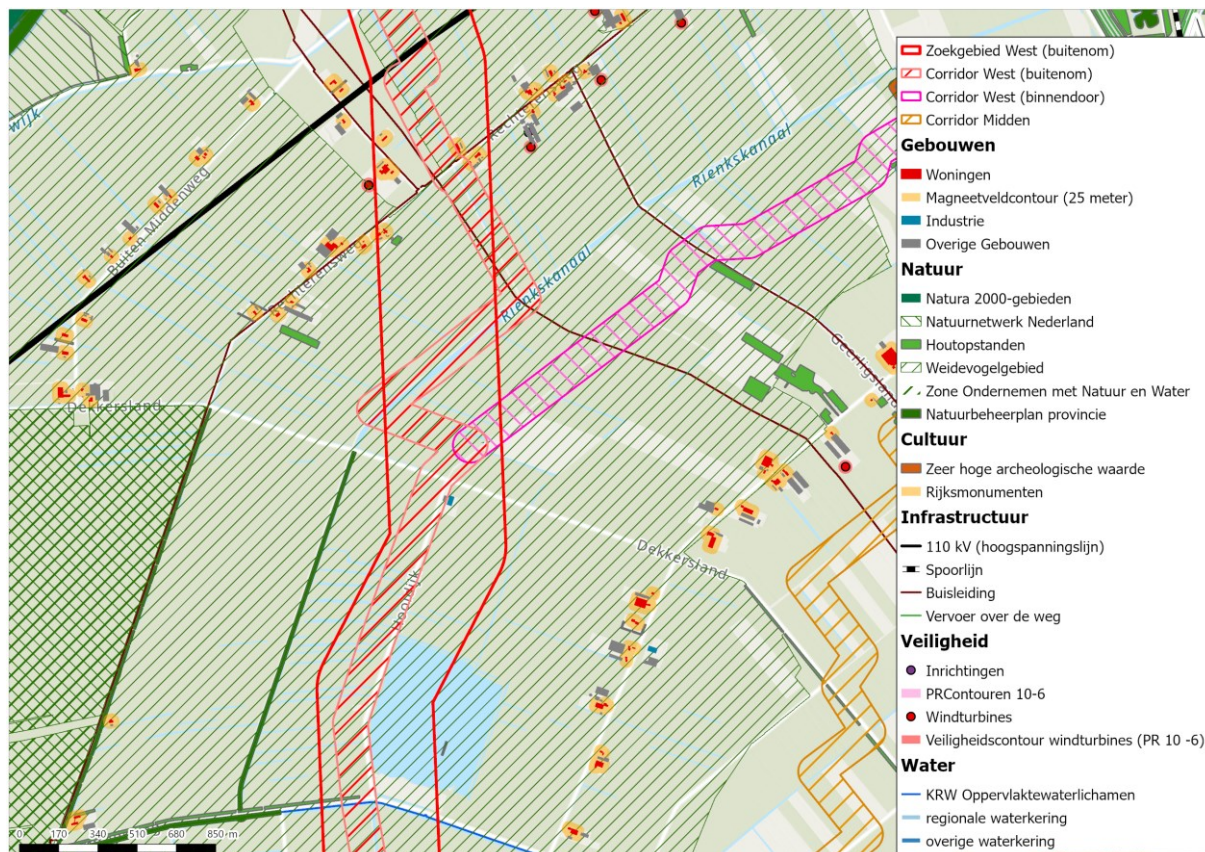 Zoekgebied West (buitenom)
Corridor West (buitenom)
Corridor West (binnendoor)
Corridor Midden
Gebouwen
Woningen
Magneetveldcontour (25 meter)
Industrie
Overige Gebouwen
Natuur
Natura 2000-gebieden
Natuurnetwerk Nederland
Houtopstanden
Weidevogelgebied
Zone Ondernemen met Natuur en Water
Natuurbeheerplan provincie
Cultuur
Zeer hoge archeologische waarde
Rijksmonumenten
Infrastructuur
110 kV (hoogspanningslijn)
Spoorlijn
Buisleiding
Vervoer over de weg
Veiligheid
Inrichtingen
PRContouren 10-6
Windturbines
Veiligheidscontour windturbines (PR 10 -6)
Water
KRW Oppervlaktewaterlichamen
regionale waterkering
overige waterkering
Rienkskanaal
Buiten Middenweg
Rienkskanaal
Geerligsland
Dekkersland
Dekkersland
0 170 340 510 680 850 m